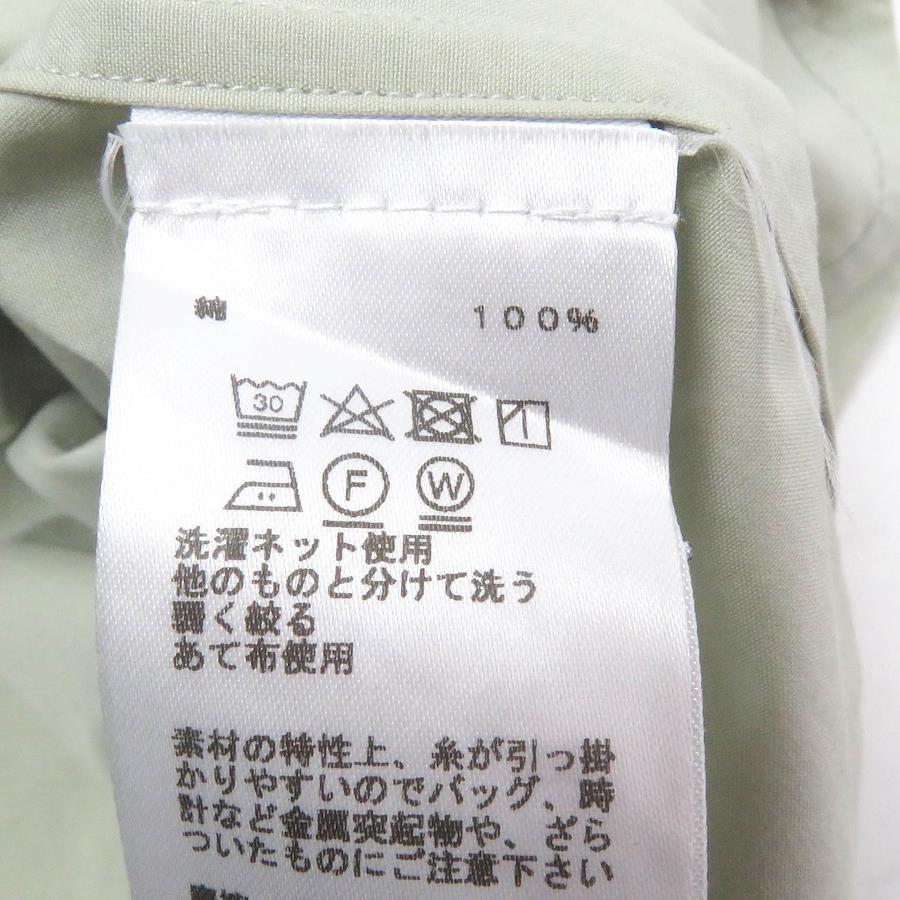 綿 100%
30
F W
洗濯ネット使用
他のものと分けて洗う
弱く絞る
あて布使用
素材の特性上、糸が引っ掛
かりやすいのでバッグ、時
計など金属突起物や、ざら
ついたものにご注意下さい